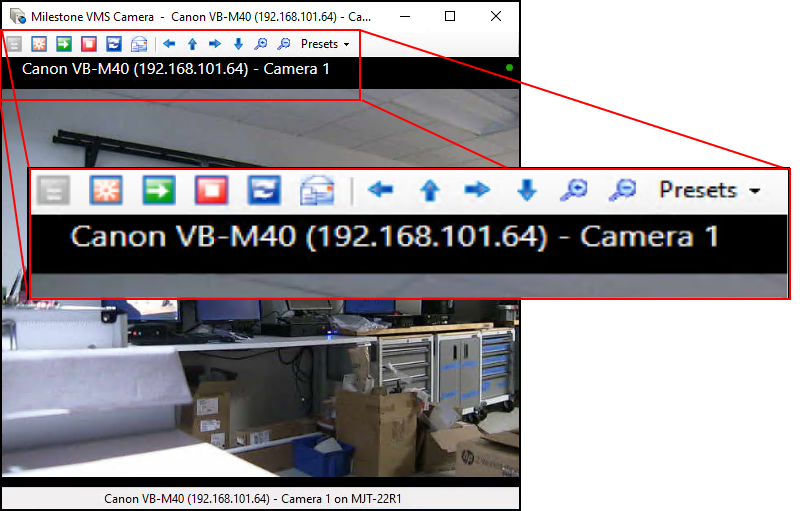 Milestone VMS Camera - Canon VB-M40 (192.168.101.64) - Ca...
Presets
Canon VB-M40 (192.168.101.64) - Camera 1
Presets
Canon VB-M40 (192.168.101.64) - Camera 1
hp
Canon VB-M40 (192.168.101.64) - Camera 1 on MJT-22R1